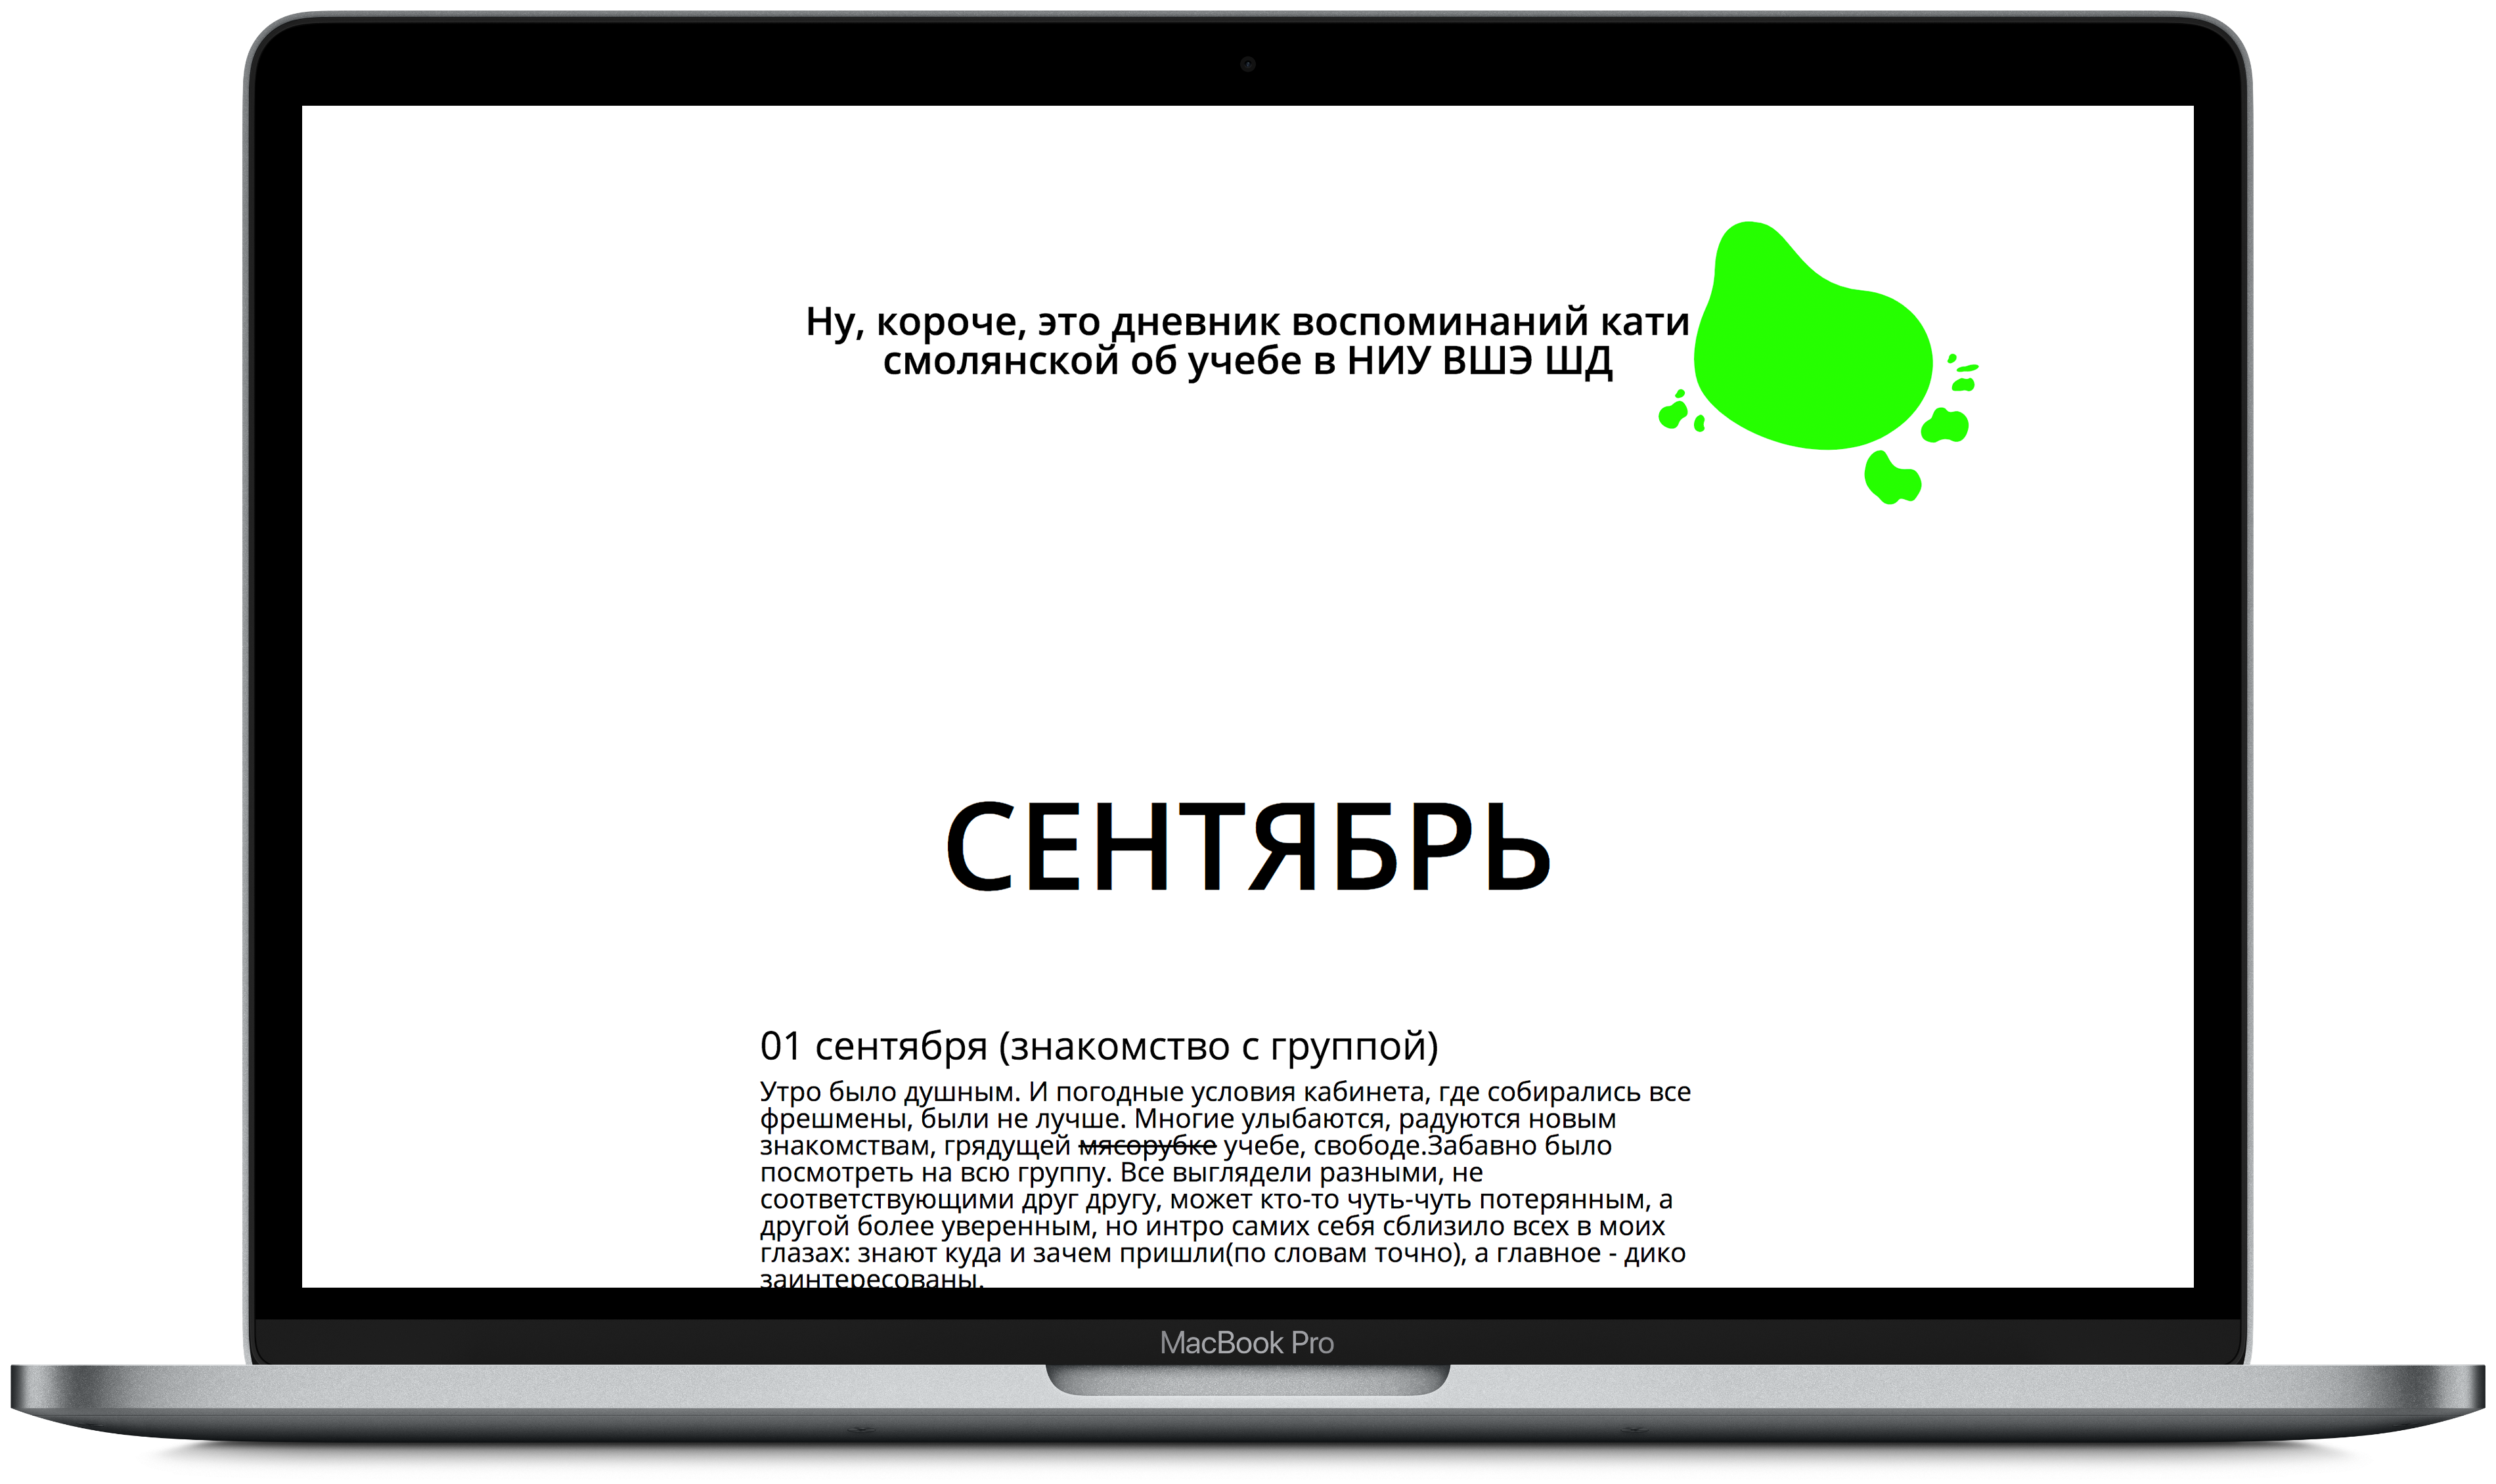 Ну, короче, это дневник воспоминаний кати
смолянской об учебе в НИУ ВШЭ ШД
СЕНТЯБРЬ
01 сентября (знакомство с группой)
Утро было душным. И погодные условия кабинета, где собирались все
фрешмены, были не лучше. Многие улыбаются, радуются новым
знакомствам, грядущей мясорубке учебе, свободе.Забавно было
посмотреть на всю группу. Все выглядели разными, не
соответствующими друг другу, может кто-то чуть-чуть потерянным, а
другой более уверенным, но интро самих себя сблизило всех в моих
глазах: знают куда и зачем пришли(по словам точно), а главное - дико
заинтересованы.
MacBook Pro